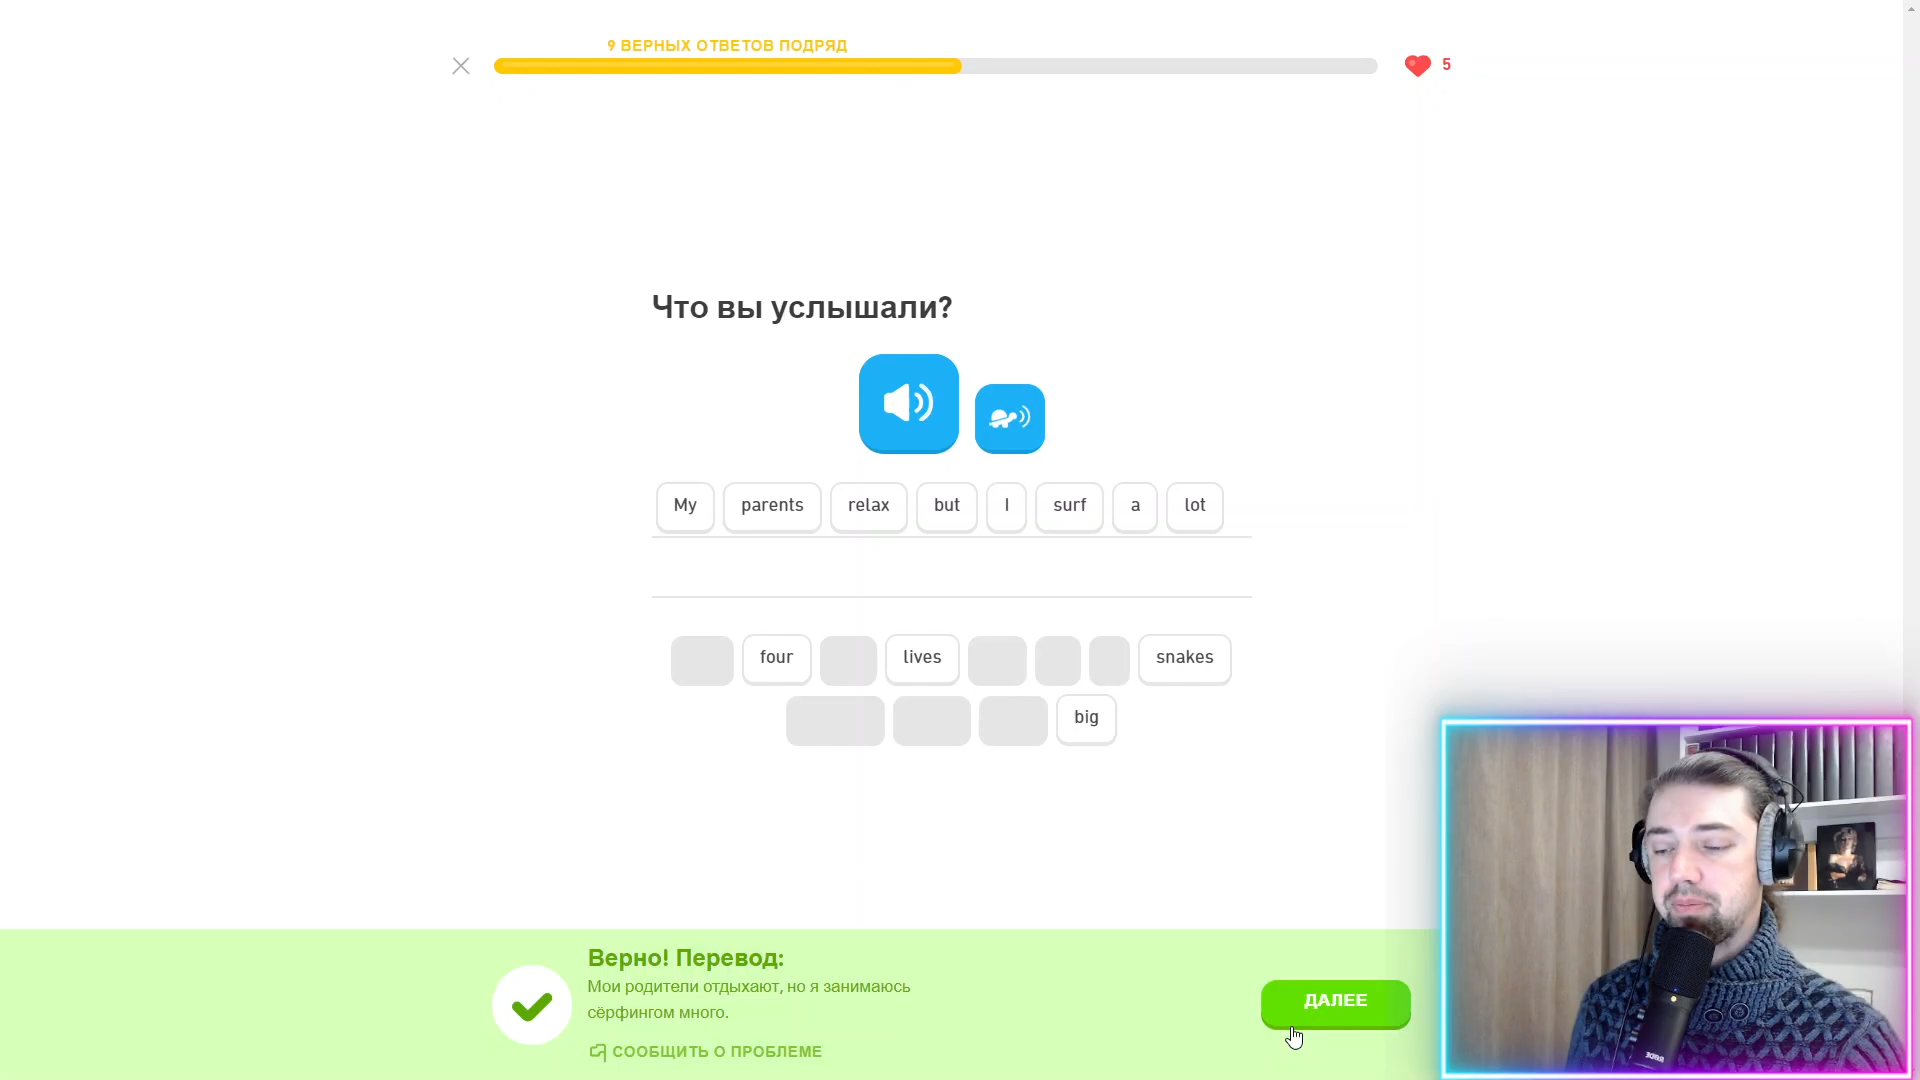 9 ВЕРНЫХ ОТВЕТОВ ПОДРЯД
5
Что вы услышали?
My parents relax but I surf a lot
four lives snakes
big
Верно! Перевод:
Мои родители отдыхают, но я занимаюсь
сёрфингом много.
ДАЛЕЕ
СООБЩИТЬ О ПРОБЛЕМЕ
RODE